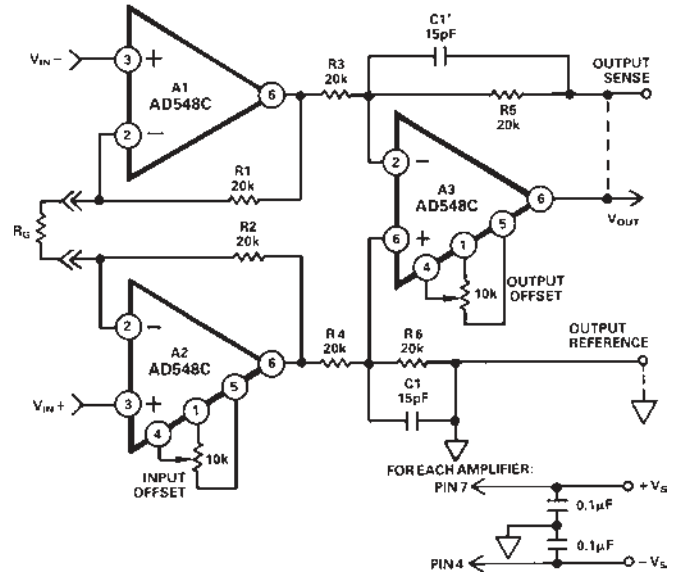 C1'
15pF
R3
20k
OUTPUT
SENSE
VIN−
3
+
A1
AD548C
6
2
−
R5
20k
R1
20k
2
−
A3
AD548C
6
VOUT
RG
R2
20k
6
+
5
1
4
10k
OUTPUT
OFFSET
2
−
A2
AD548C
6
R4
20k
R6
20k
OUTPUT
REFERENCE
C1
15pF
VIN+
3
+
5
1
4
10k
INPUT
OFFSET
FOR EACH AMPLIFIER:
PIN 7
+VS
0.1μF
0.1μF
PIN 4
−VS